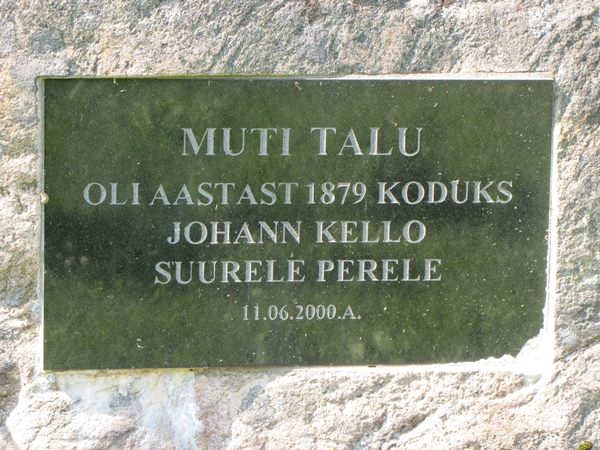 MUTI TALU
OLI AASTAST 1879 KODUKS
JOHANN KELLO
SUURELE PERELE
11.06.2000.A.